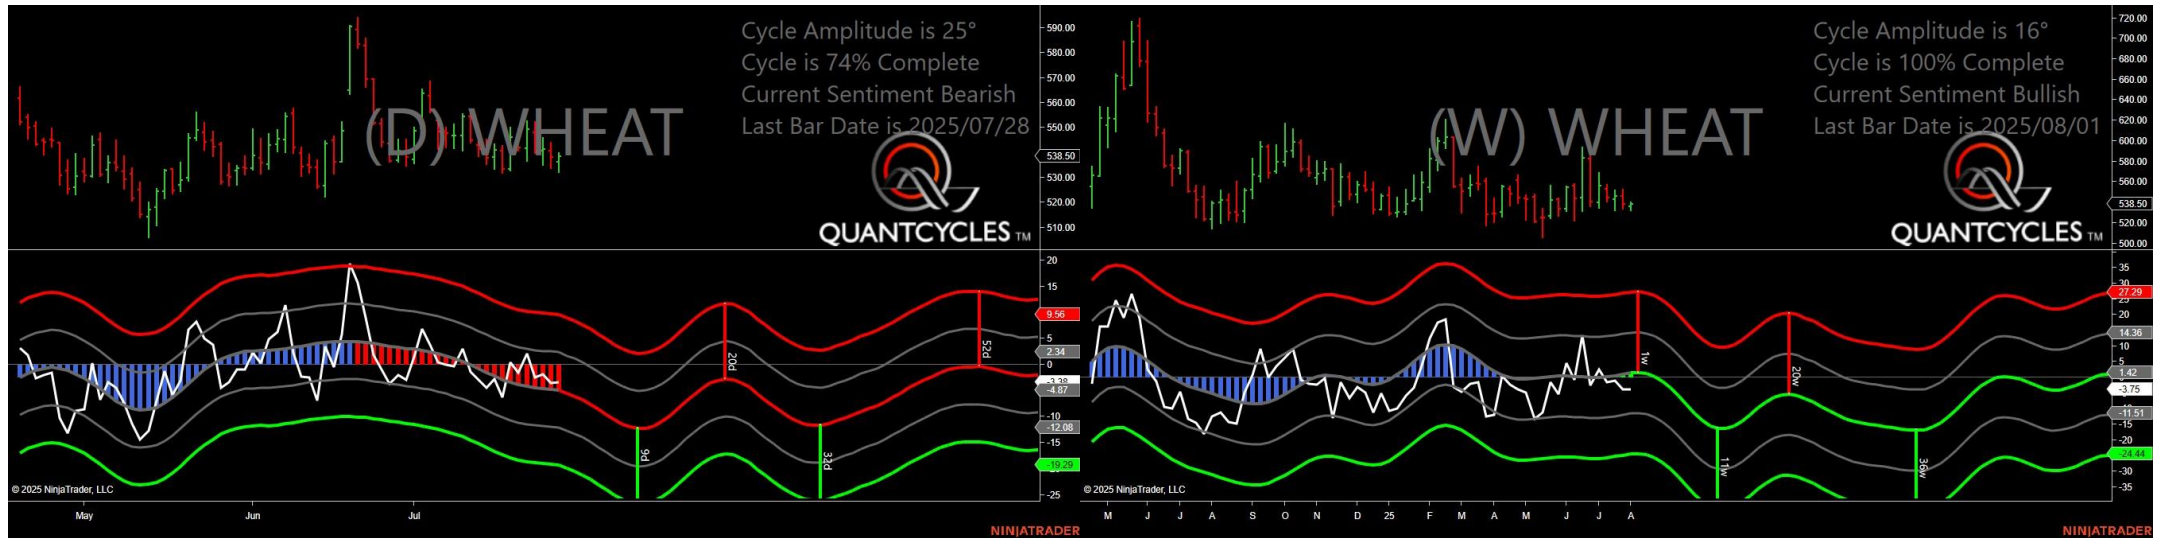 Cycle Amplitude is 25°
Cycle is 74% Complete
Current Sentiment Bearish
Last Bar Date is 2025/07/28
(D) WHEAT
QUANTCYCLES TM
590.00
580.00
570.00
560.00
550.00
538.50
530.00
520.00
510.00
20
15
9.56
5
2.34
0
-3.38
-4.87
-10
-12.08
-15
-19.29
-25
9d
20d
32d
52d
© 2025 NinjaTrader, LLC
May
Jun
Jul
NINJATRADER
Cycle Amplitude is 16°
Cycle is 100% Complete
Current Sentiment Bullish
Last Bar Date is 2025/08/01
(W) WHEAT
QUANTCYCLES TM
720.00
700.00
680.00
660.00
640.00
620.00
600.00
580.00
560.00
538.50
520.00
500.00
35
27.29
20
14.36
10
5
1.42
-3.75
-11.51
-15
-20
-24.44
-30
-35
1w
11w
20w
36w
© 2025 NinjaTrader, LLC
M
J
J
A
S
O
N
D
25
F
M
A
M
J
J
A
NINJATRADER